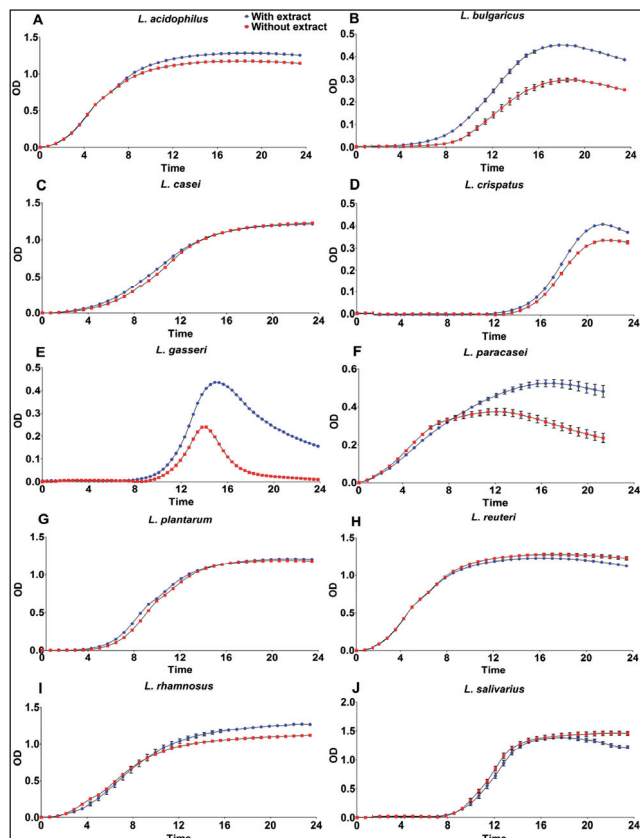 A
L. acidophilus
With extract
Without extract
OD
1.5
1.0
0.5
0.0
0 4 8 12 16 20 24
Time
B
L. bulgaricus
OD
0.5
0.4
0.3
0.2
0.1
0.0
0 4 8 12 16 20 24
Time
C
L. casei
OD
1.5
1.0
0.5
0.0
0 4 8 12 16 20 24
Time
D
L. crispatus
OD
0.5
0.4
0.3
0.2
0.1
0.0
0 4 8 12 16 20 24
Time
E
L. gasseri
OD
0.5
0.4
0.3
0.2
0.1
0.0
0 4 8 12 16 20 24
Time
F
L. paracasei
OD
0.6
0.4
0.2
0.0
0 4 8 12 16 20 24
Time
G
L. plantarum
OD
1.5
1.0
0.5
0.0
0 4 8 12 16 20 24
Time
H
L. reuteri
OD
1.5
1.0
0.5
0.0
0 4 8 12 16 20 24
Time
I
L. rhamnosus
OD
1.5
1.0
0.5
0.0
0 4 8 12 16 20 24
Time
J
L. salivarius
OD
2.0
1.5
1.0
0.5
0.0
0 4 8 12 16 20 24
Time